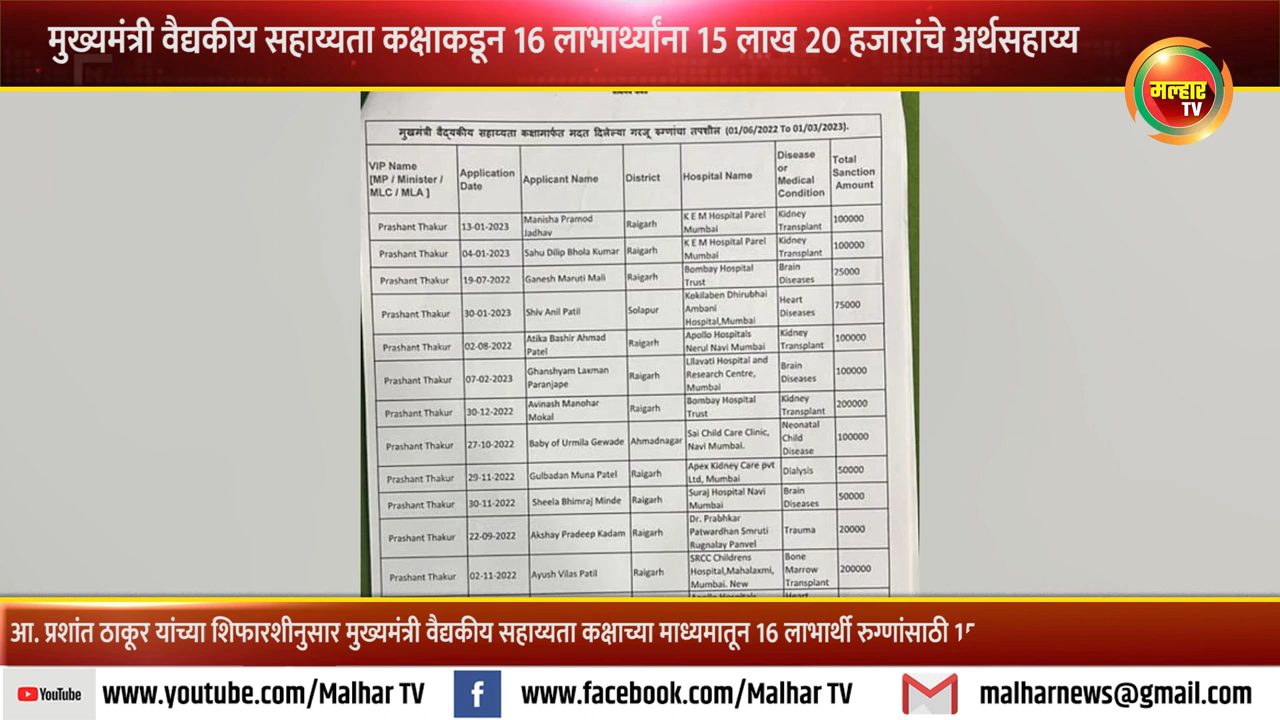 मुख्यमंत्री वैद्यकीय सहाय्यता कक्षाकडून 16 लाभार्थ्यांना 15 लाख 20 हजारांचे अर्थसहाय्य
मल्हार
TV
मुखमंत्री वैद्यकीय सहाय्यता कक्षामार्फत मदत दिलेल्या गरजू रुग्णांचा तपशील (01/06/2022 To 01/03/2023).
VIP Name [MP / Minister / MLC / MLA ] Application Date Applicant Name District Hospital Name Disease or Medical Condition Total Sanction Amount
Prashant Thakur 13-01-2023 Manisha Pramod Jadhav Raigarh K E M Hospital Parel Mumbai Kidney Transplant 100000
Prashant Thakur 04-01-2023 Sahu Dilip Bhola Kumar Raigarh K E M Hospital Parel Mumbai Kidney Transplant 100000
Prashant Thakur 19-07-2022 Ganesh Maruti Mali Raigarh Bombay Hospital Trust Brain Diseases 25000
Prashant Thakur 30-01-2023 Shiv Anil Patil Solapur Kokilaben Dhirubhai Ambani Hospital,Mumbai Heart Diseases 75000
Prashant Thakur 02-08-2022 Atika Bashir Ahmad Patel Raigarh Apollo Hospitals Nerul Navi Mumbai Kidney Transplant 100000
Prashant Thakur 07-02-2023 Ghanshyam Laxman Paranjape Raigarh Lilavati Hospital and Research Centre, Mumbai Brain Diseases 100000
Prashant Thakur 30-12-2022 Avinash Manohar Mokal Raigarh Bombay Hospital Trust Kidney Transplant 200000
Prashant Thakur 27-10-2022 Baby of Urmila Gewade Ahmadnagar Sai Child Care Clinic, Navi Mumbai. Neonatal Child Disease 100000
Prashant Thakur 29-11-2022 Gulbadan Muna Patel Raigarh Apex Kidney Care pvt Ltd, Mumbai Dialysis 50000
Prashant Thakur 30-11-2022 Sheela Bhimraj Minde Raigarh Suraj Hospital Navi Mumbai Brain Diseases 50000
Prashant Thakur 22-09-2022 Akshay Pradeep Kadam Raigarh Dr. Prabhkar Patwardhan Smruti Rugnalay Panvel Trauma 20000
Prashant Thakur 02-11-2022 Ayush Vilas Patil Raigarh SRCC Childrens Hospital,Mahalaxmi, Mumbai. New Bone Marrow Transplant 200000
आ. प्रशांत ठाकूर यांच्या शिफारशीनुसार मुख्यमंत्री वैद्यकीय सहाय्यता कक्षाच्या माध्यमातून 16 लाभार्थी रुग्णांसाठी
YouTube www.youtube.com/Malhar TV f www.facebook.com/Malhar TV malharnews@gmail.com